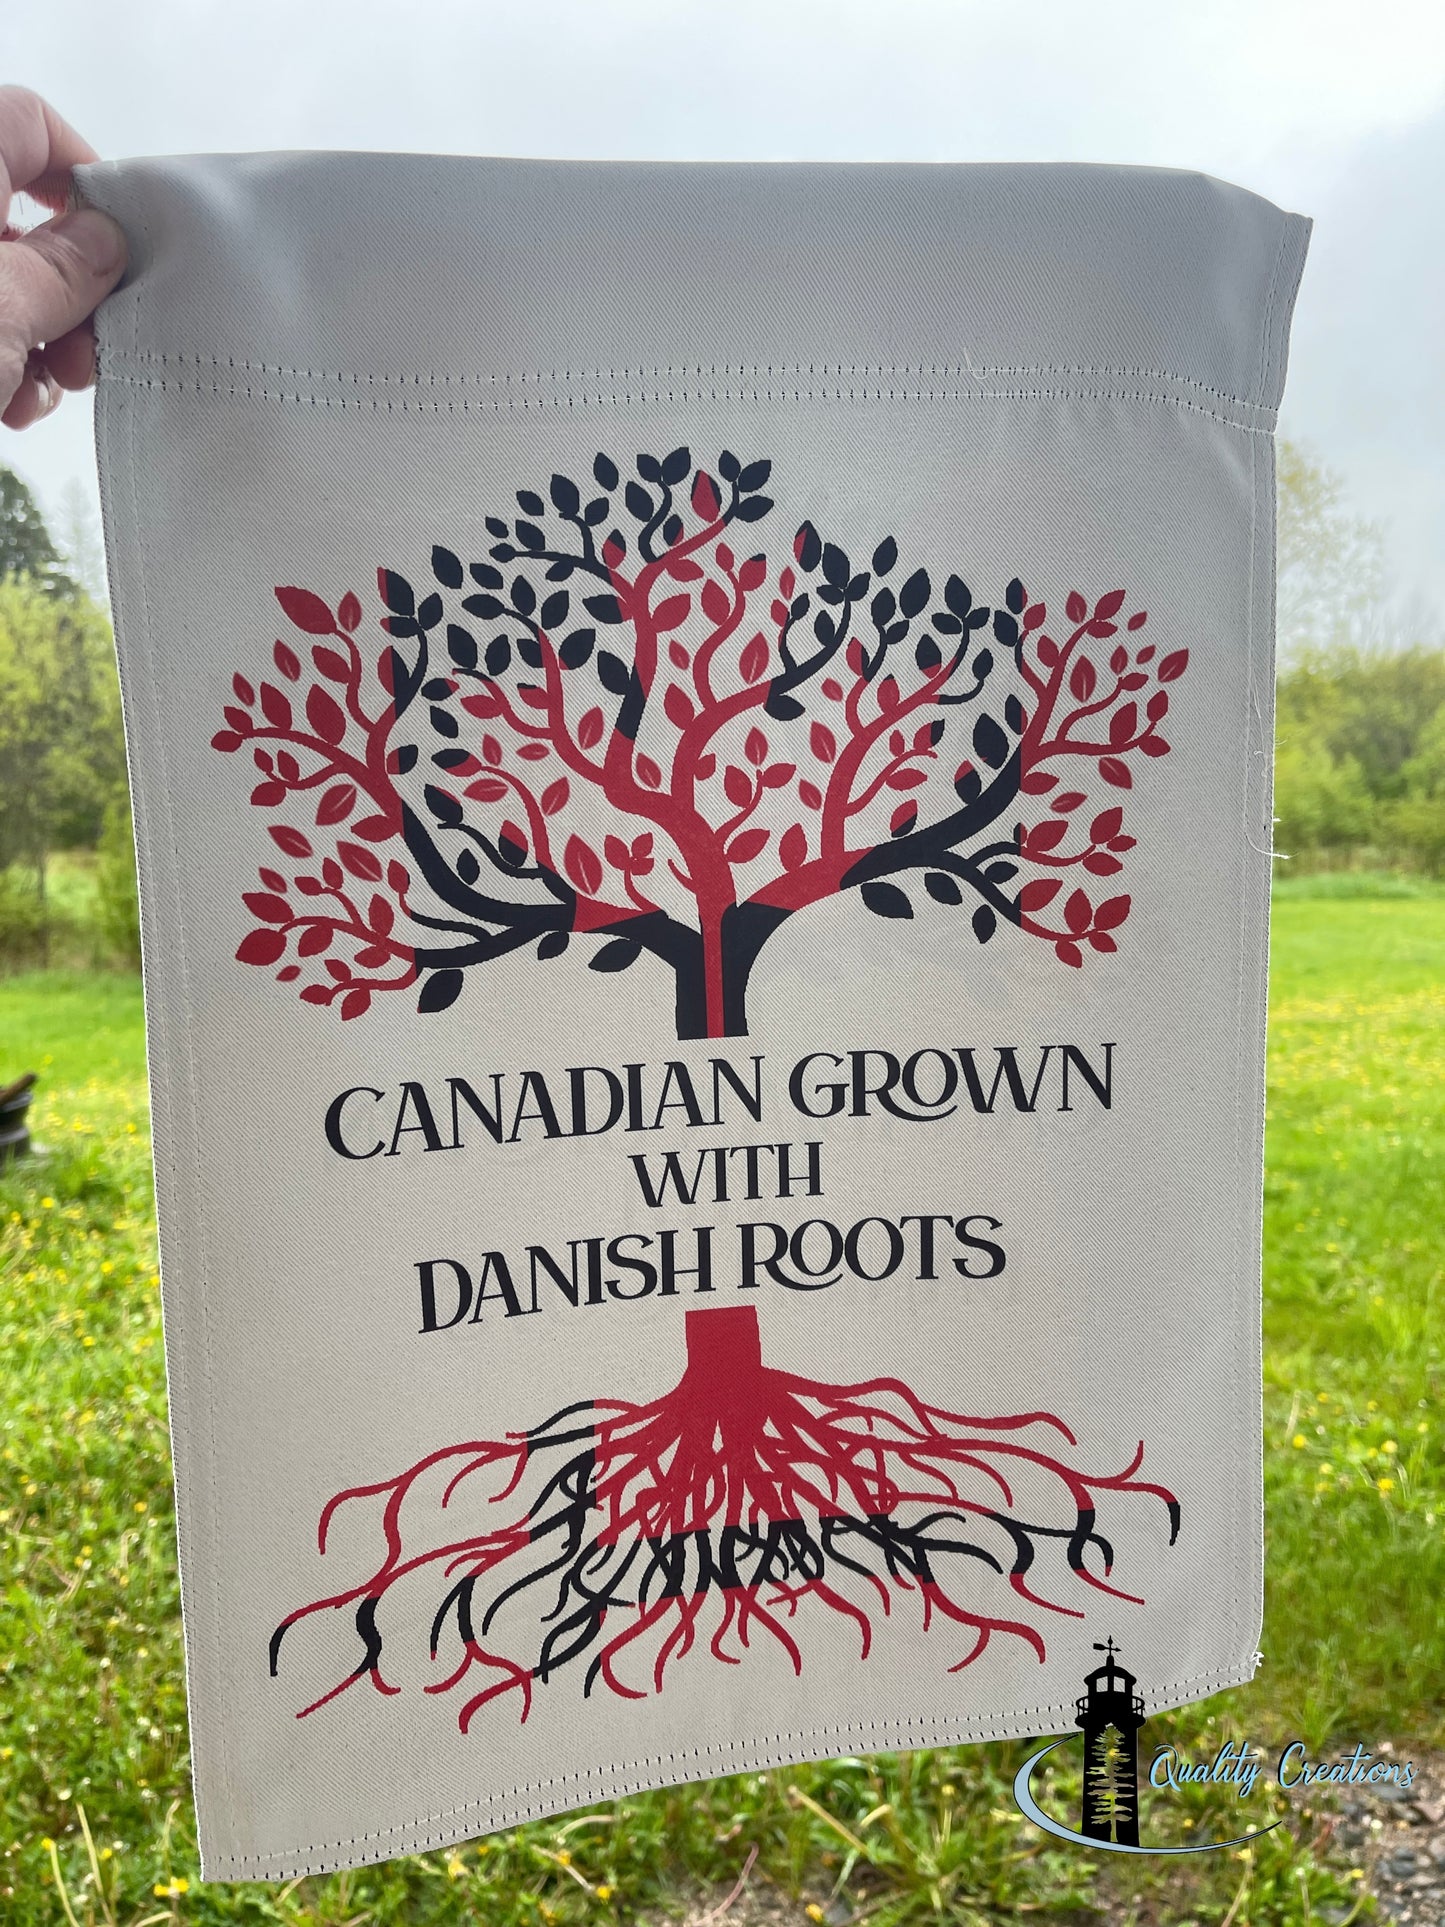 CANADIAN GROWN
WITH
DANISH ROOTS
Quality Creations